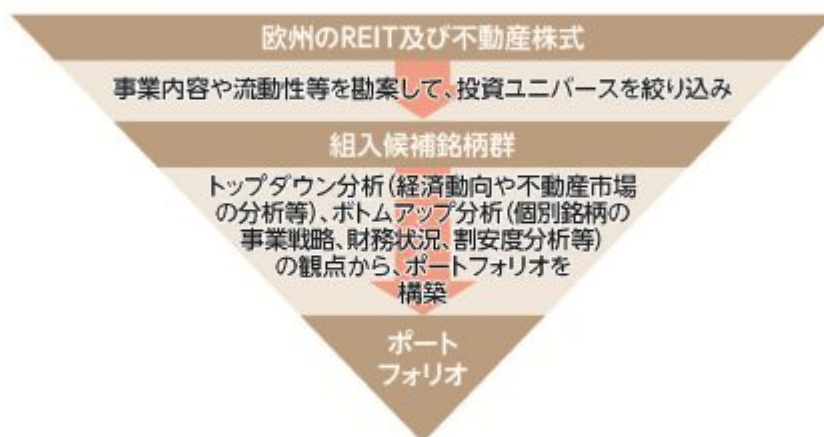 欧州のREIT及び不動産株式
事業内容や流動性等を勘案して、投資ユニバースを絞り込み
組入候補銘柄群
トップダウン分析(経済動向や不動産市場
の分析等)、ボトムアップ分析(個別銘柄の
事業戦略、財務状況、割安度分析等)
の観点から、ポートフォリオを
構築
ポート
フォリオ